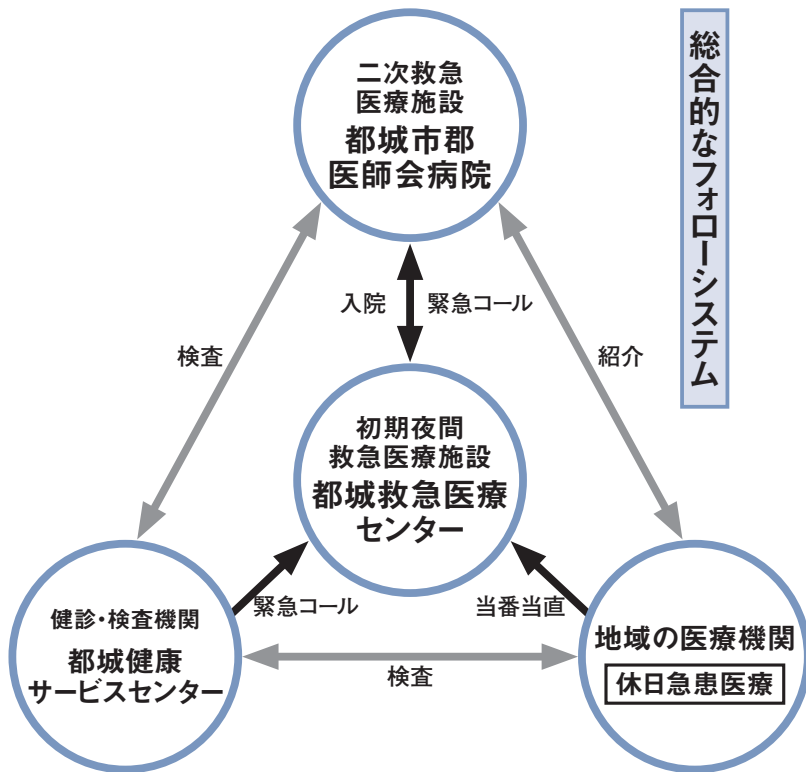 総合的なフォローシステム
二次救急
医療施設
都城市郡
医師会病院
入院
緊急コール
検査
紹介
初期夜間
救急医療施設
都城救急医療
センター
緊急コール
当番当直
健診・検査機関
都城健康
サービスセンター
検査
地域の医療機関
休日急患医療